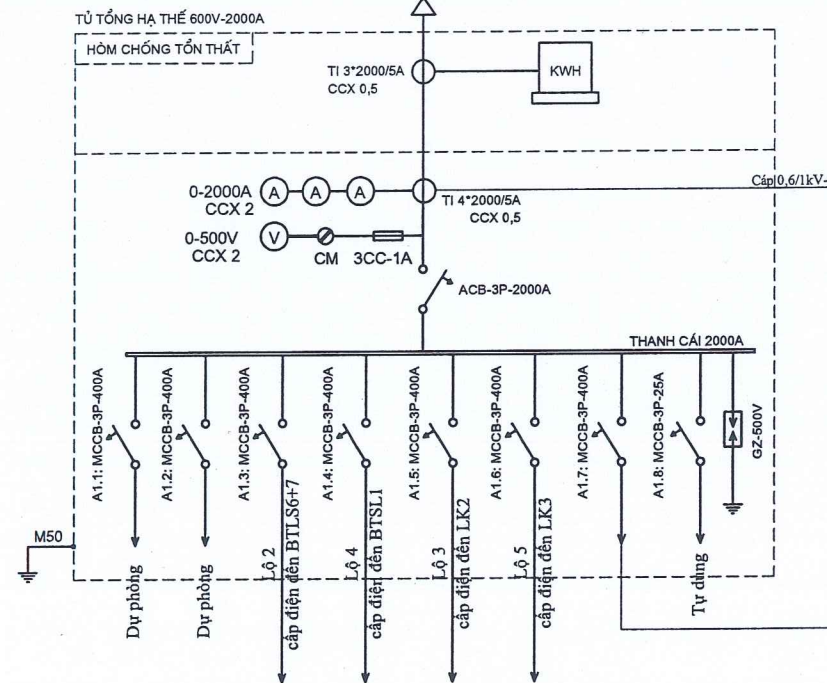 TỦ TỔNG HẠ THẾ 600V-2000A
HÒM CHỐNG TỔN THẤT
TI 3*2000/5A
CCX 0,5
KWH
0-2000A
CCX 2
A
A
A
TI 4*2000/5A
CCX 0,5
Cáp 0,6/1kV-
0-500V
CCX 2
V
CM
3CC-1A
ACB-3P-2000A
THANH CÁI 2000A
A1.1: MCCB-3P-400A
A1.2: MCCB-3P-400A
A1.3: MCCB-3P-400A
A1.4: MCCB-3P-400A
A1.5: MCCB-3P-400A
A1.6: MCCB-3P-400A
A1.7: MCCB-3P-400A
A1.8: MCCB-3P-25A
GZ-500V
M50
Dự phòng
Dự phòng
Lộ 2
cấp điện đến BTLS6+7
Lộ 4
cấp điện đến BTSL1
Lộ 3
cấp điện đến LK2
Lộ 5
cấp điện đến LK3
Tự dùng